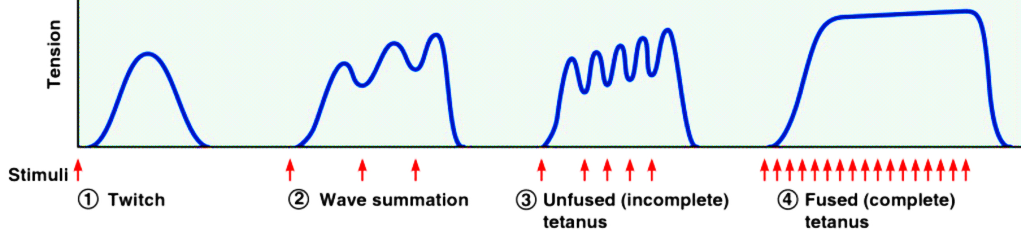 Tension
Stimuli
① Twitch
② Wave summation
③ Unfused (incomplete)
tetanus
④ Fused (complete)
tetanus